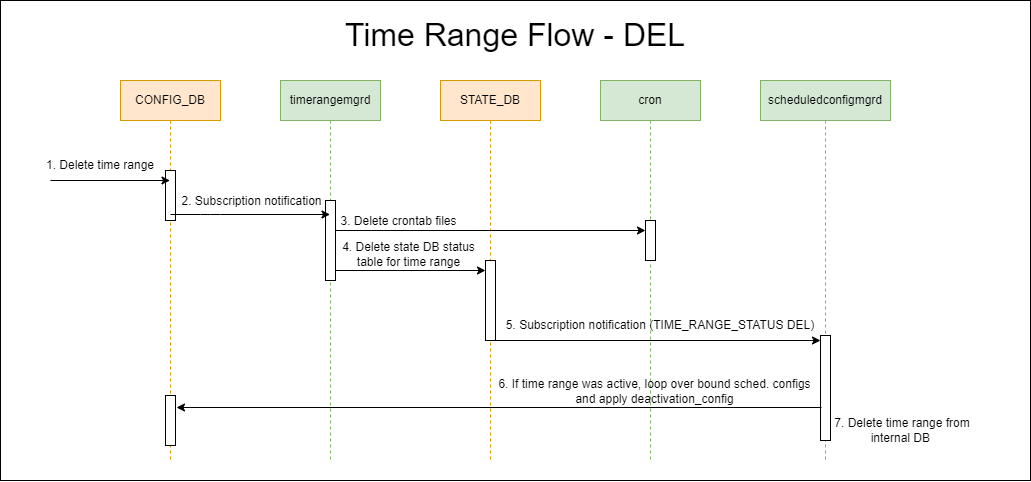 Time Range Flow - DEL
CONFIG_DB
timerangemgrd
STATE_DB
cron
scheduledconfigmgrd
1. Delete time range
2. Subscription notification
3. Delete crontab files
4. Delete state DB status
table for time range
5. Subscription notification (TIME_RANGE_STATUS DEL)
6. If time range was active, loop over bound sched. configs
and apply deactivation_config
7. Delete time range from
internal DB